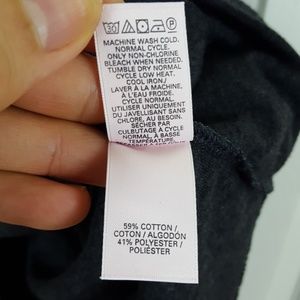 MACHINE WASH COLD.
NORMAL CYCLE.
ONLY NON-CHLORINE
BLEACH WHEN NEEDED.
TUMBLE DRY NORMAL
CYCLE LOW HEAT.
COOL IRON/
LAVER À LA MACHINE,
À L'EAU FROIDE.
CYCLE NORMAL.
UTILISER UNIQUEMENT
DU JAVELLISANT SANS
CHLORE, AU BESOIN.
SÉCHER PAR
CULBUTAGE À CYCLE
NORMAL, À BASSE
TEMPÉRATURE.
59% COTTON /
COTON / ALGODÓN
41% POLYESTER /
POLIÉSTER